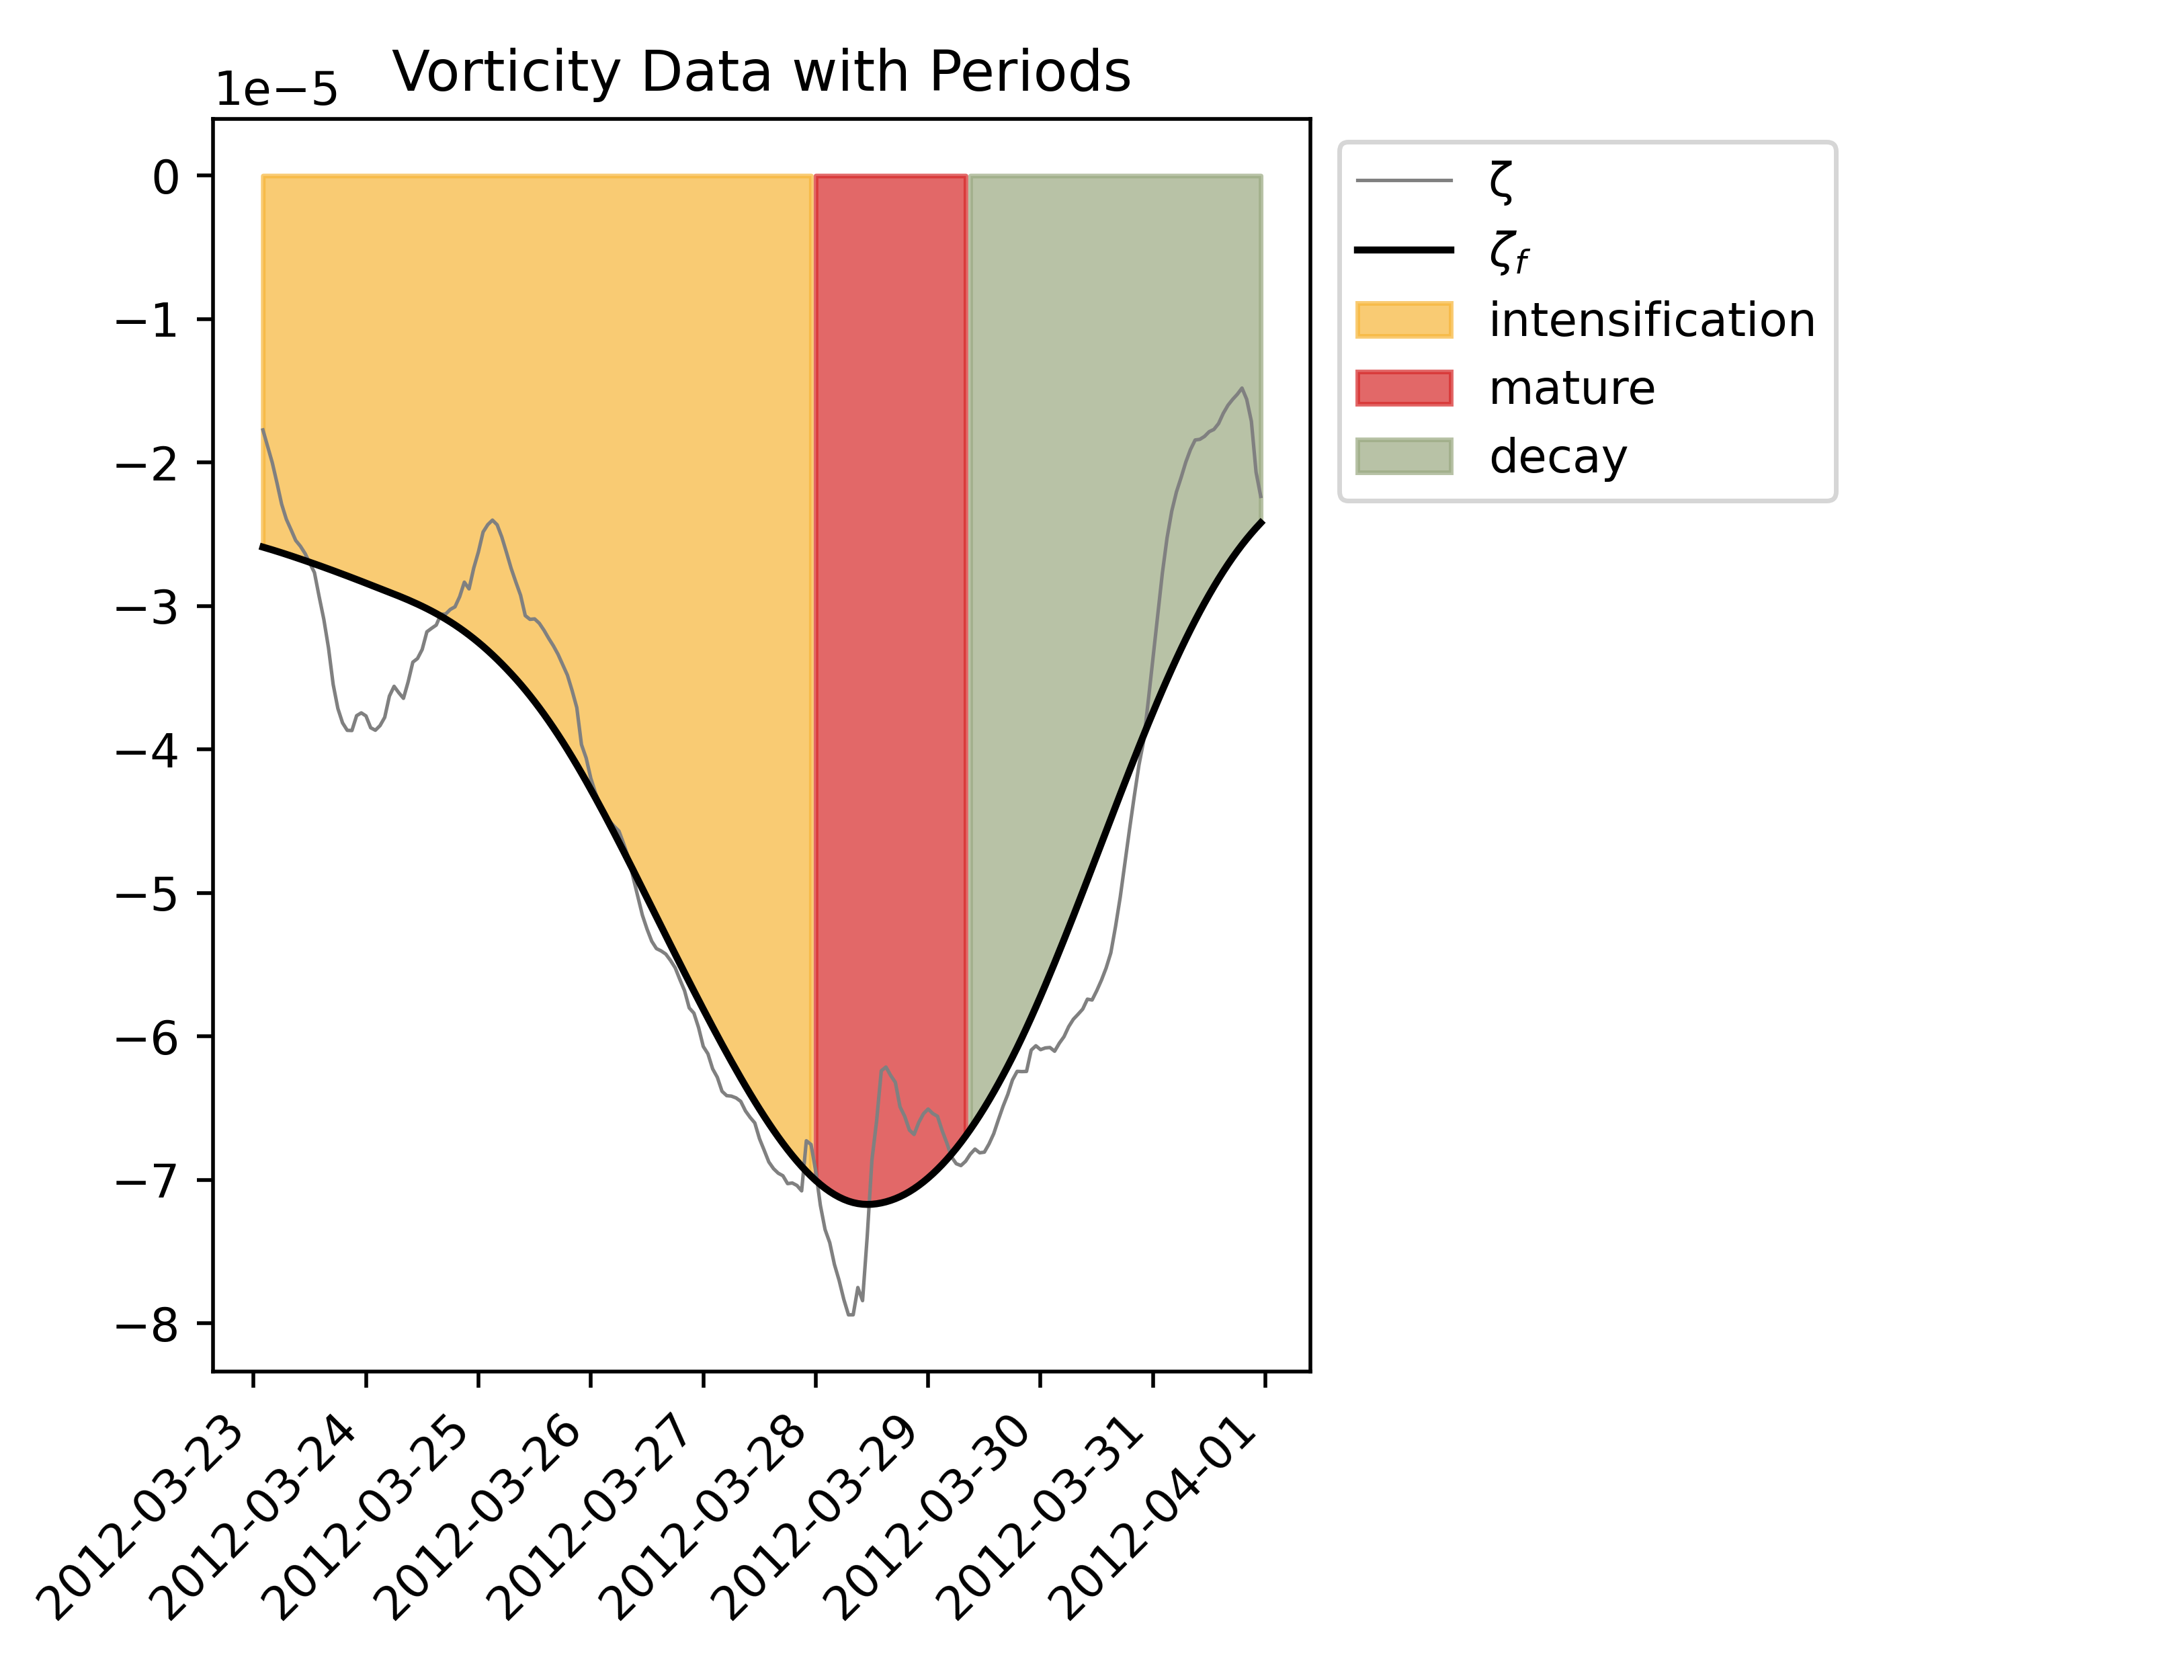 Vorticity Data with Periods
1e−5
0
−1
−2
−3
−4
−5
−6
−7
−8
2012-03-23
2012-03-24
2012-03-25
2012-03-26
2012-03-27
2012-03-28
2012-03-29
2012-03-30
2012-03-31
2012-04-01
ζ
ζf
intensification
mature
decay